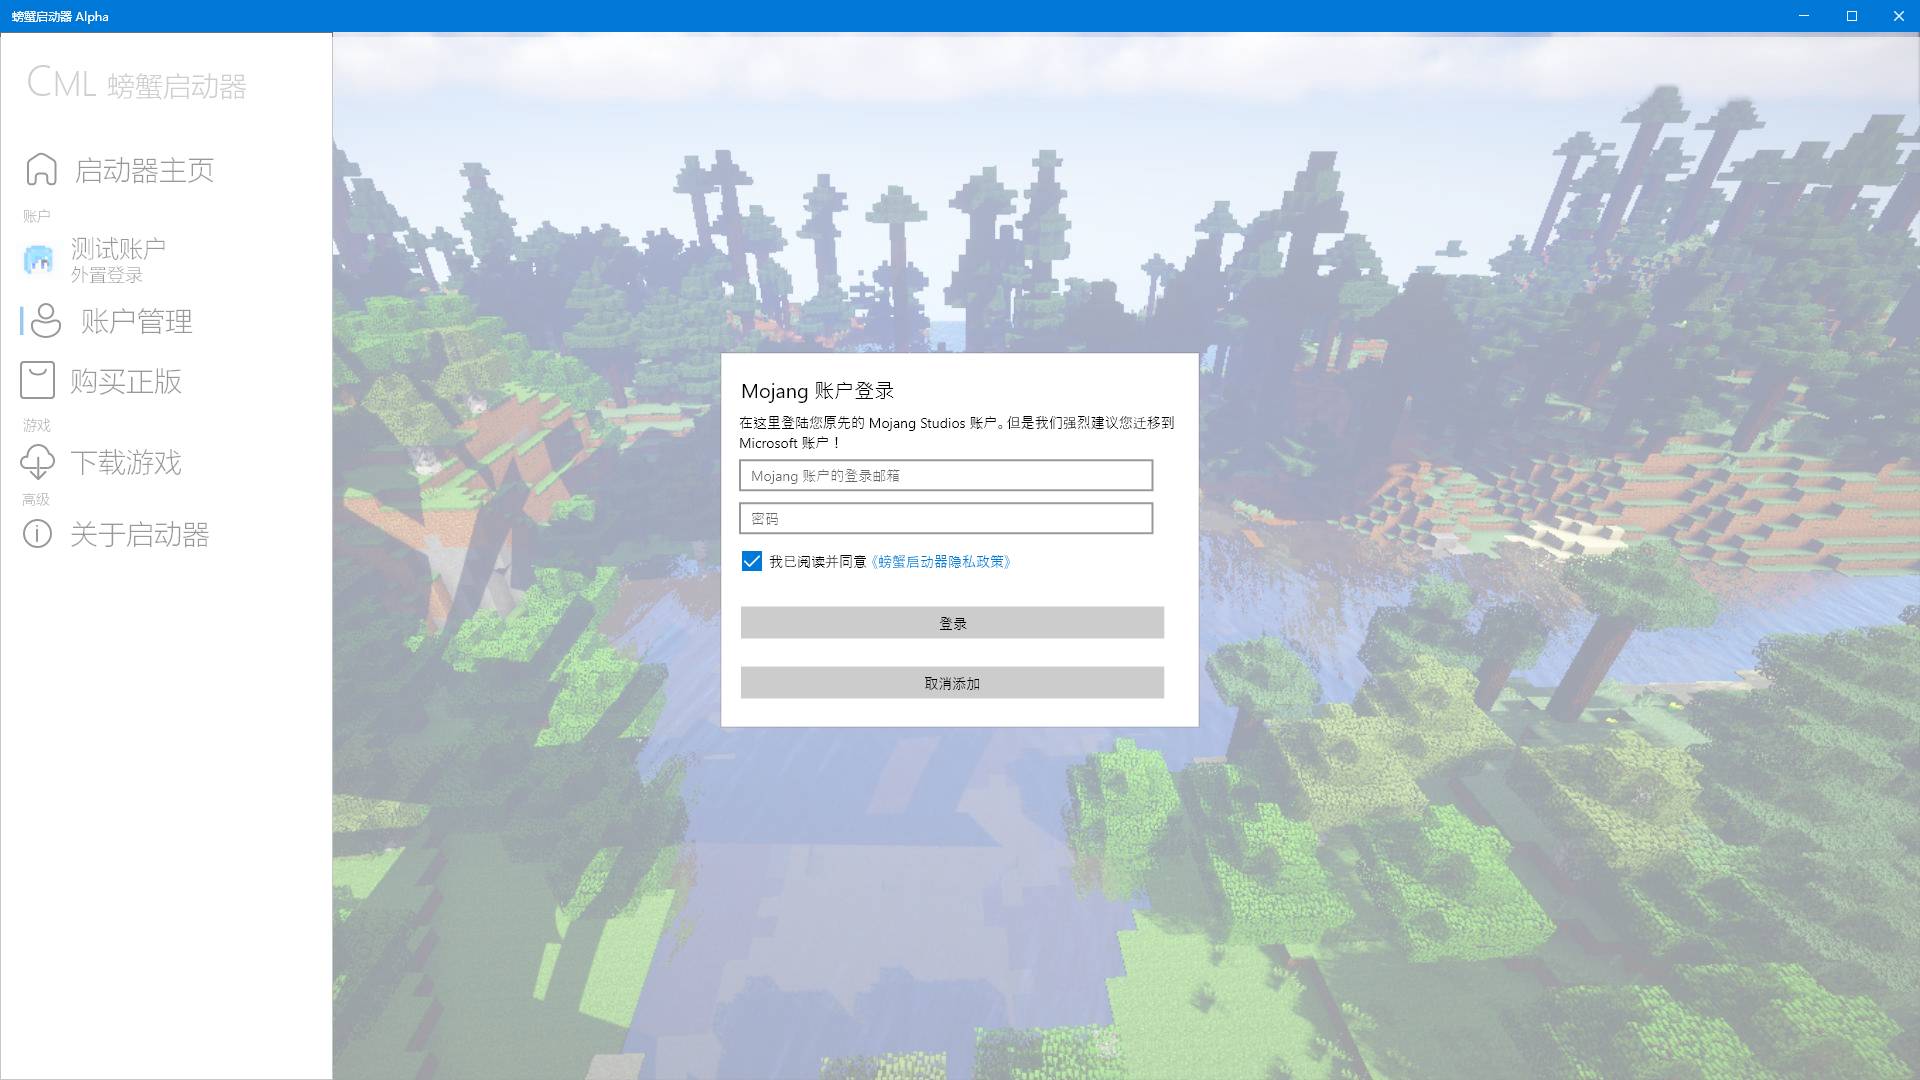 螃蟹启动器 Alpha
CML 螃蟹启动器
启动器主页
账户
测试账户
外置登录
账户管理
购买正版
游戏
下载游戏
高级
关于启动器
Mojang 账户登录
在这里登陆您原先的 Mojang Studios 账户。但是我们强烈建议您迁移到
Microsoft 账户！
Mojang 账户的登录邮箱
密码
我已阅读并同意《螃蟹启动器隐私政策》
登录
取消添加